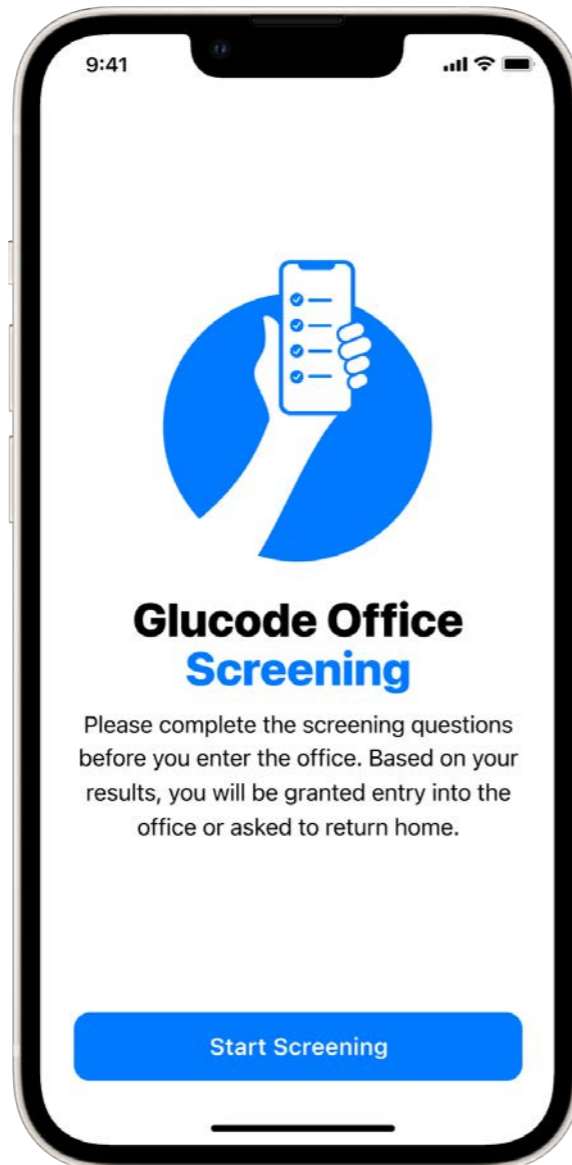 9:41
Glucode Office
Screening
Please complete the screening questions
before you enter the office. Based on your
results, you will be granted entry into the
office or asked to return home.
Start Screening